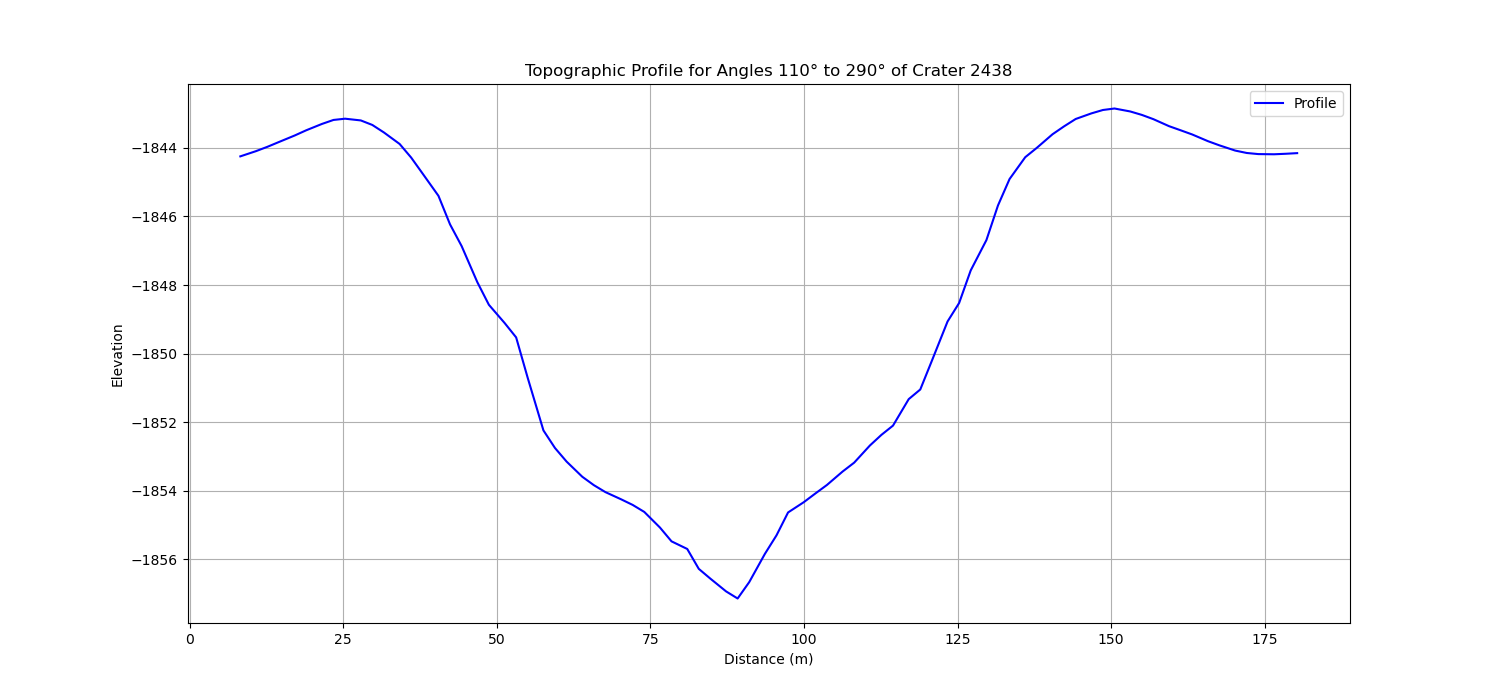 Topographic Profile for Angles 110° to 290° of Crater 2438
Profile
−1844
−1846
−1848
−1850
−1852
−1854
−1856
Elevation
0 25 50 75 100 125 150 175
Distance (m)